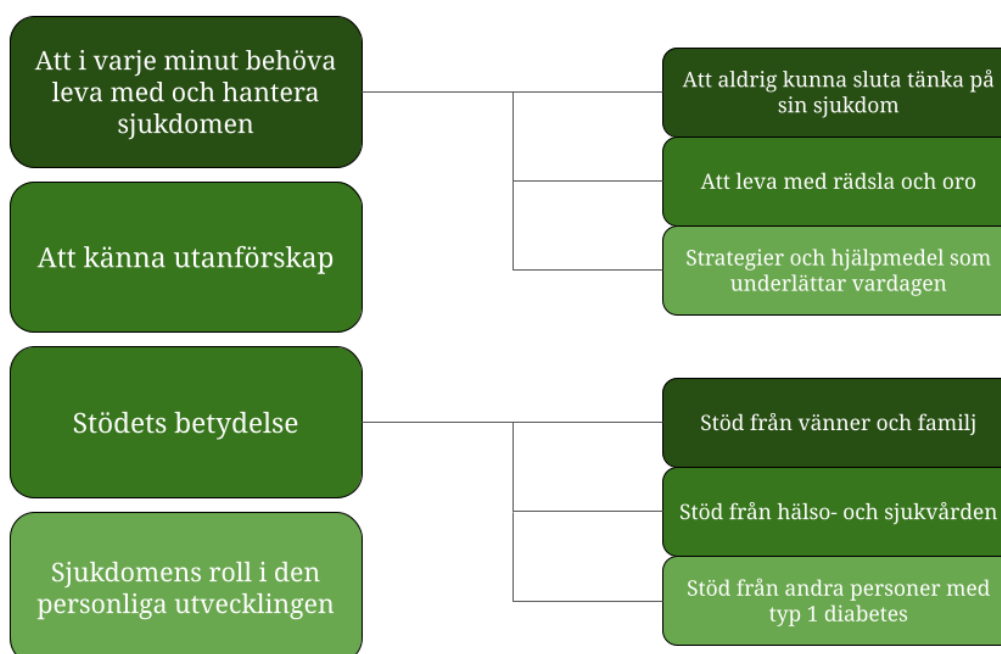 Att i varje minut behöva
leva med och hantera
sjukdomen
Att aldrig kunna sluta tänka på
sin sjukdom
Att leva med rädsla och oro
Strategier och hjälpmedel som
underlättar vardagen
Att känna utanförskap
Stödets betydelse
Stöd från vänner och familj
Stöd från hälso- och sjukvården
Stöd från andra personer med
typ 1 diabetes
Sjukdomens roll i den
personliga utvecklingen